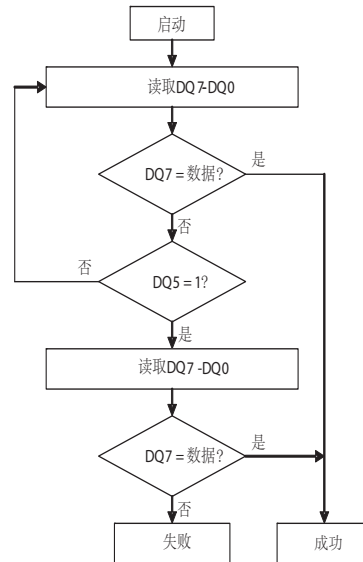 启动
读取DQ7-DQ0
DQ7 = 数据?
是
否
否
DQ5 = 1?
是
读取DQ7 -DQ0
DQ7 = 数据?
是
否
失败
成功